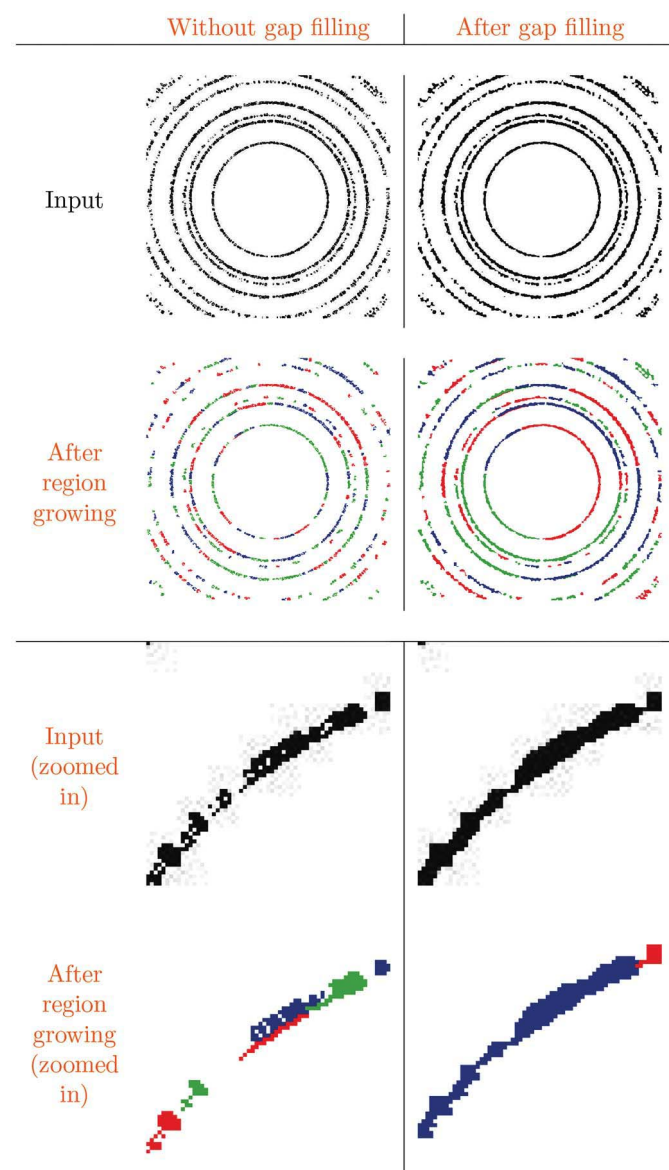 Without gap filling
After gap filling
Input
After
region
growing
Input
(zoomed
in)
After
region
growing
(zoomed
in)